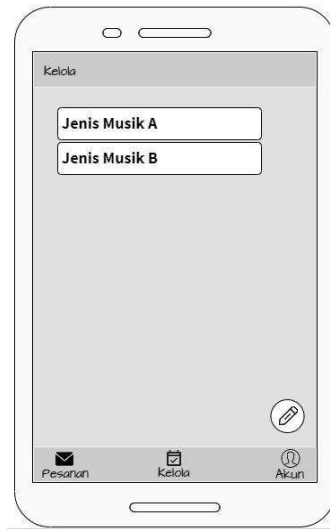 Kelola
Jenis Musik A
Jenis Musik B
Pesanan
Kelola
Akun